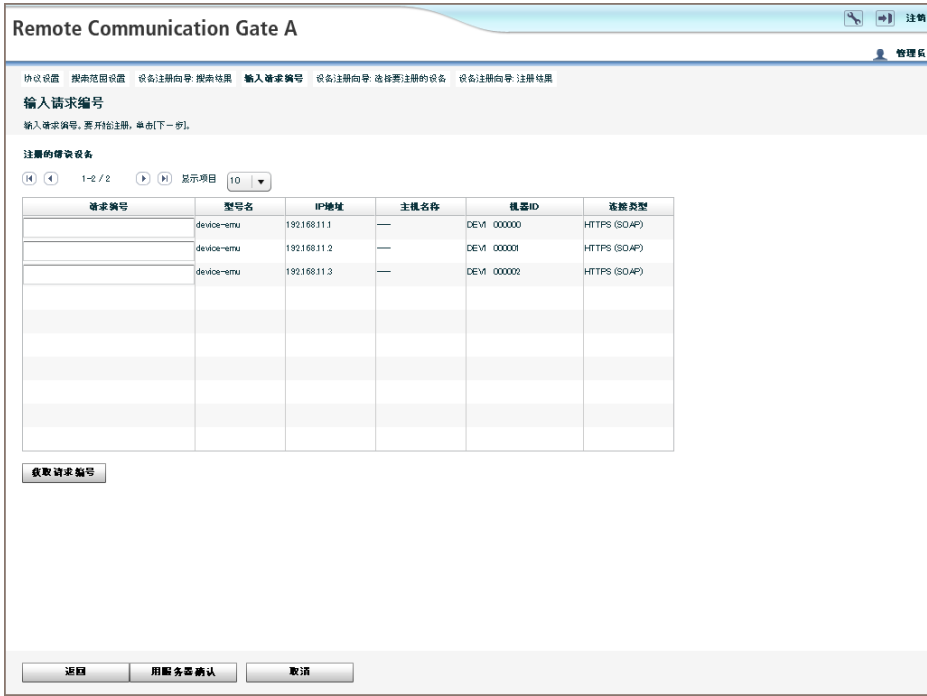 Remote Communication Gate A
注销
管理员
协议设置 搜索范围设置 设备注册向导: 搜索结果 输入请求编号 设备注册向导: 选择要注册的设备 设备注册向导: 注册结果
输入请求编号
输入请求编号。要开始注册, 单击[下一步]。
注册的错误设备
1-2 / 2 显示项目 10
请求编号 型号名 IP地址 主机名称 机器ID 连接类型
device-emu 192.168.11.1 ---- DEV1 000000 HTTPS (SOAP)
device-emu 192.168.11.2 ---- DEV1 000001 HTTPS (SOAP)
device-emu 192.168.11.3 ---- DEV1 000002 HTTPS (SOAP)
获取请求编号
返回 用服务器确认 取消